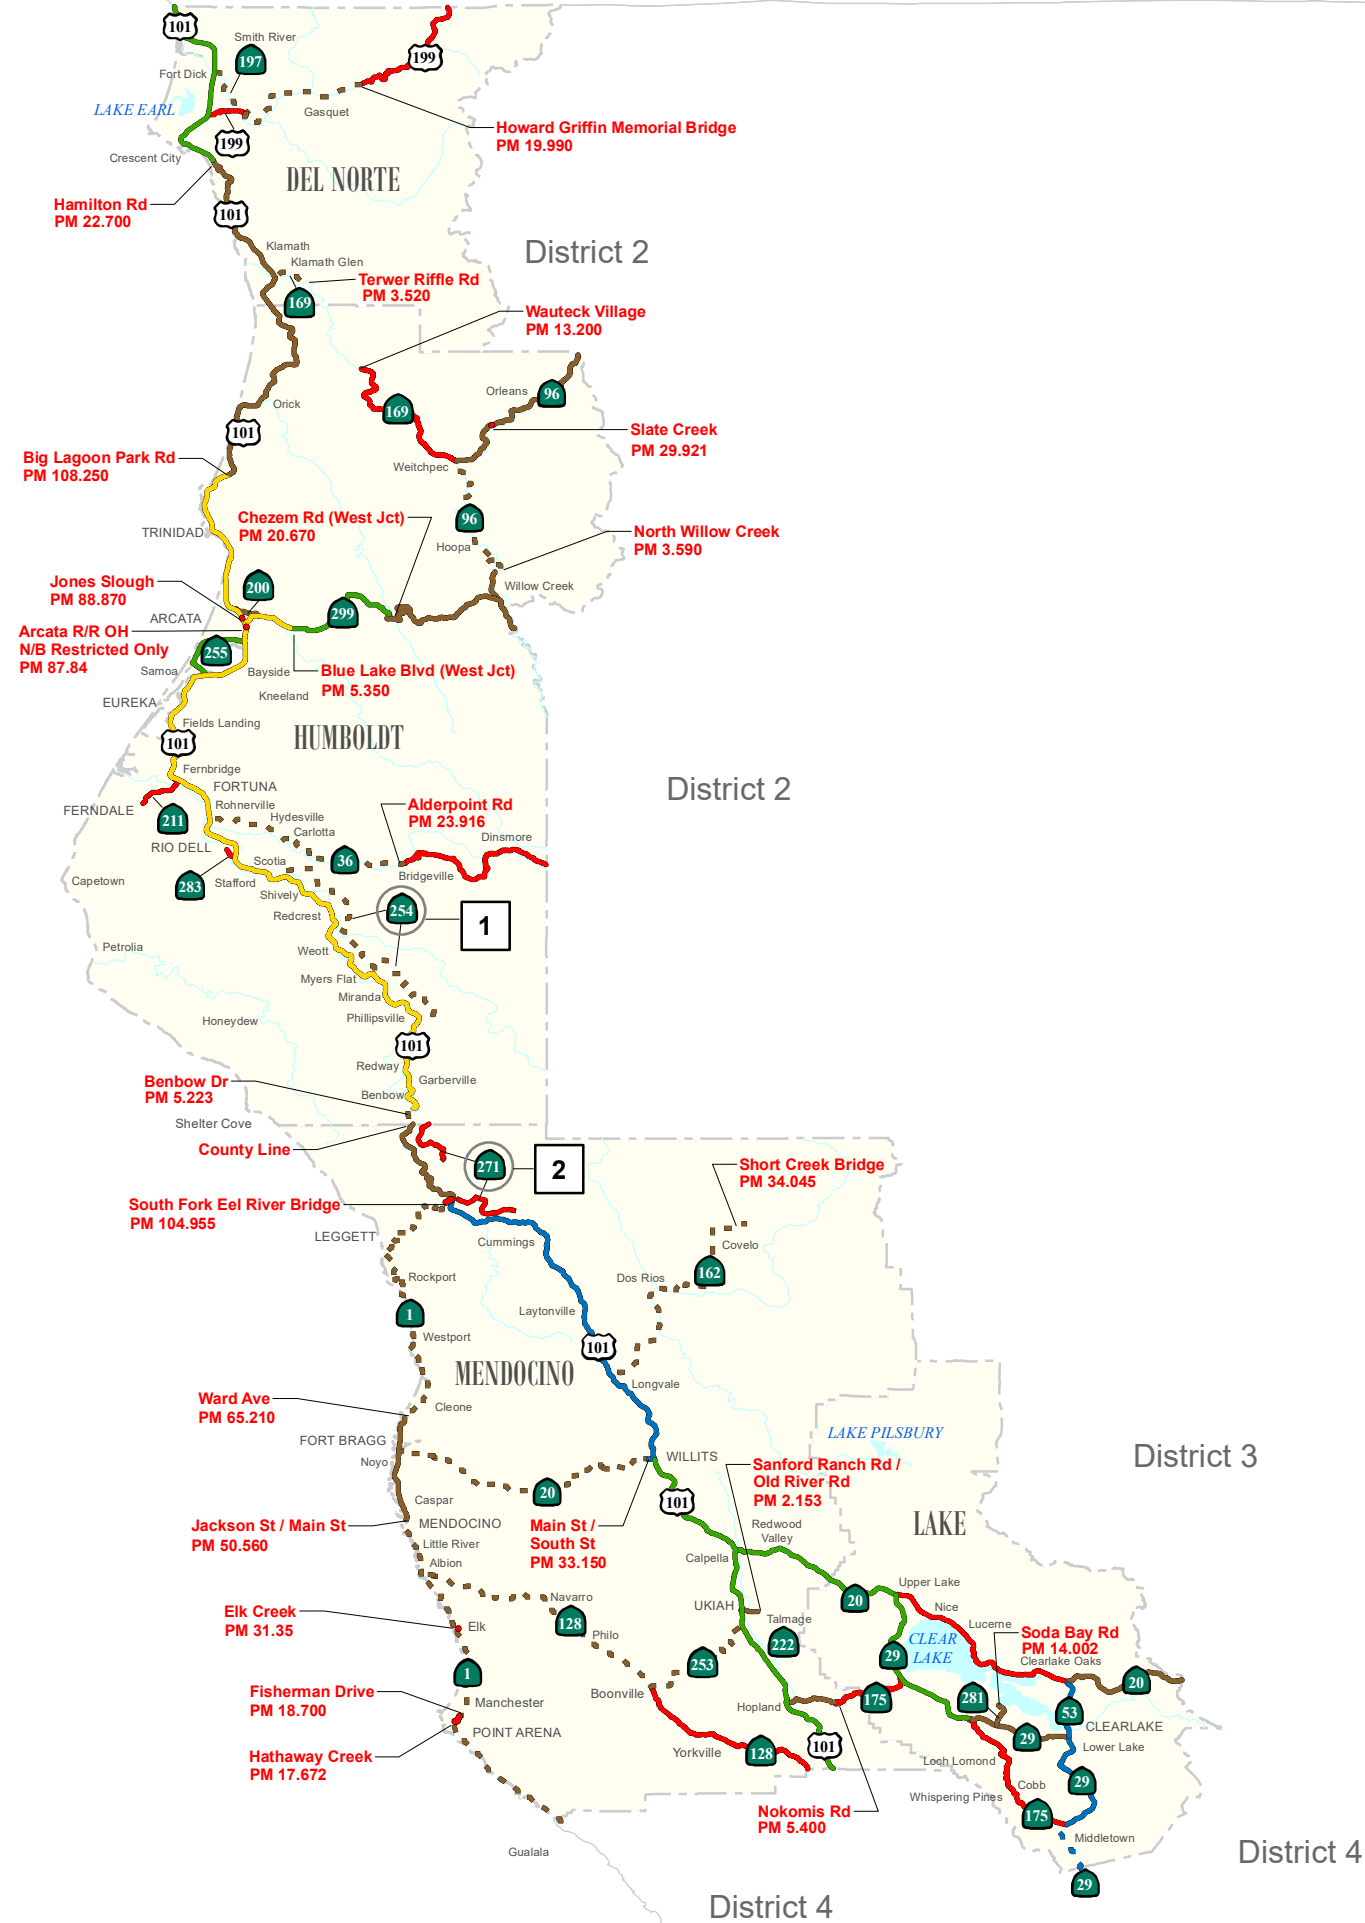 101
Smith River
197
199
Fort Dick
LAKE EARL
Gasquet
Howard Griffin Memorial Bridge
PM 19.990
199
Crescent City
DEL NORTE
Hamilton Rd
PM 22.700
101
Klamath
District 2
Klamath Glen
Terwer Riffle Rd
PM 3.520
169
Wauteck Village
PM 13.200
Orleans
96
Orick
169
101
Slate Creek
PM 29.921
Big Lagoon Park Rd
PM 108.250
Weitchpec
Chezem Rd (West Jct)
PM 20.670
96
TRINIDAD
North Willow Creek
PM 3.590
Hoopa
Jones Slough
PM 88.870
200
Willow Creek
299
ARCATA
Arcata R/R OH
N/B Restricted Only
PM 87.84
255
Samoa
Bayside
Blue Lake Blvd (West Jct)
PM 5.350
Kneeland
EUREKA
Fields Landing
101
HUMBOLDT
Fernbridge
FORTUNA
District 2
FERNDALE
Rohnerville
211
Hydesville
Alderpoint Rd
PM 23.916
Carlotta
Dinsmore
RIO DELL
Scotia
36
Bridgeville
Capetown
283
Stafford
Shively
254
1
Redcrest
Petrolia
Weott
Myers Flat
Miranda
Honeydew
Phillipsville
101
Redway
Garberville
Benbow Dr
PM 5.223
Benbow
Shelter Cove
County Line
271
2
Short Creek Bridge
PM 34.045
South Fork Eel River Bridge
PM 104.955
LEGGETT
Cummings
Covelo
162
Rockport
Dos Rios
1
Laytonville
Westport
101
MENDOCINO
Longvale
Ward Ave
PM 65.210
Cleone
LAKE PILSBURY
FORT BRAGG
Noyo
WILLITS
District 3
Sanford Ranch Rd /
Old River Rd
PM 2.153
20
101
Caspar
Jackson St / Main St
PM 50.560
MENDOCINO
Main St /
South St
PM 33.150
Redwood
Valley
LAKE
Little River
Albion
Calpella
Upper Lake
Navarro
20
Nice
UKIAH
Elk Creek
PM 31.35
Elk
128
Talmage
Lucerne
Soda Bay Rd
PM 14.002
Philo
222
CLEAR
LAKE
29
Clearlake Oaks
253
1
20
Boonville
Fisherman Drive
PM 18.700
Manchester
Hopland
175
281
53
POINT ARENA
CLEARLAKE
29
Hathaway Creek
PM 17.672
Yorkville
128
101
Lower Lake
Loch Lomond
29
Cobb
Whispering Pines
Nokomis Rd
PM 5.400
175
Middletown
Gualala
District 4
29
District 4